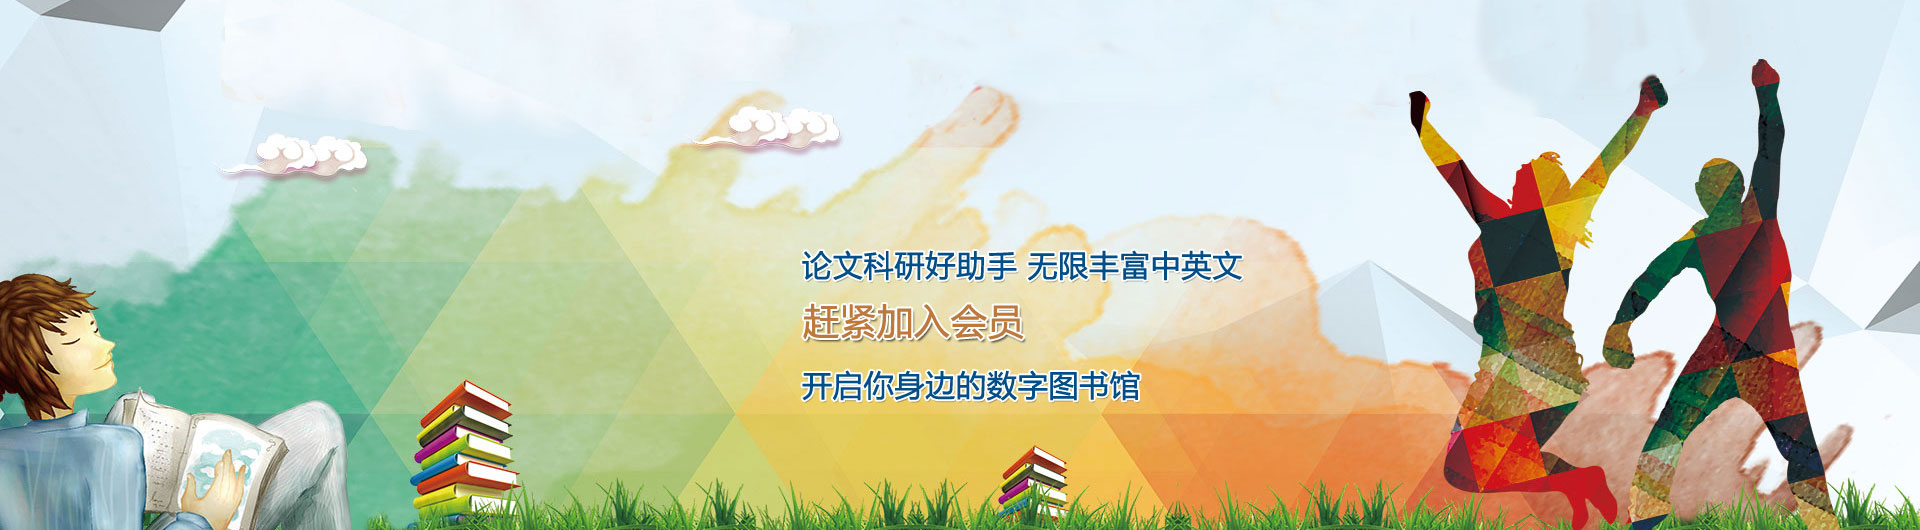 论文科研好助手 无限丰富中英文
赶紧加入会员
开启你身边的数字图书馆